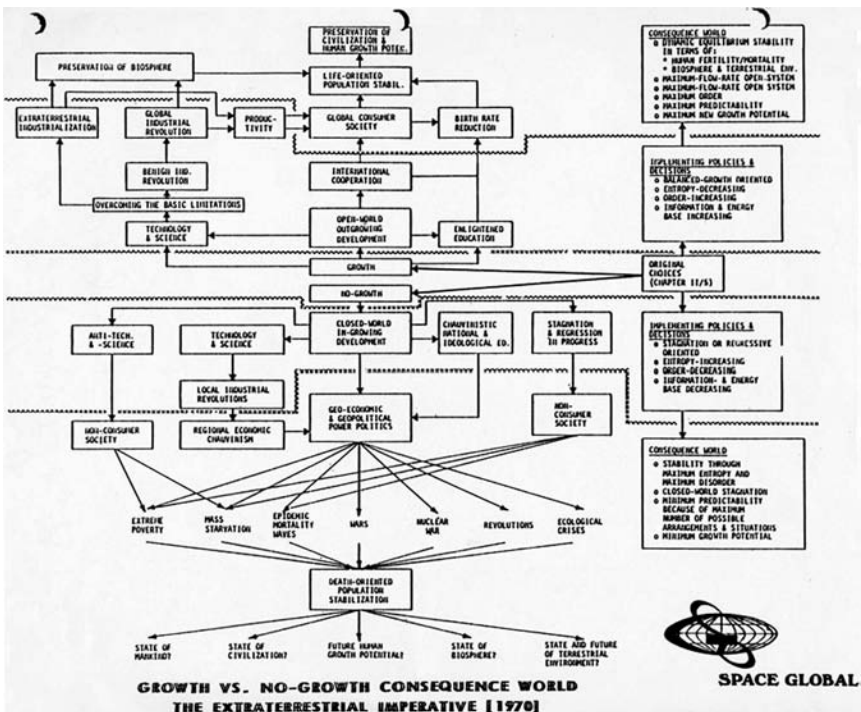 PRESERVATION OF
CIVILIZATION &
HUMAN GROWTH POTEC.
PRESERVATION OF BIOSPHERE
LIFE-ORIENTED
POPULATION STABIL.
EXTRATERRESTRIAL
INDUSTRIALIZATION
GLOBAL
INDUSTRIAL
REVOLUTION
PRODUC-
TIVITY
GLOBAL CONSUMER
SOCIETY
BIRTH RATE
REDUCTION
BENIGN IND.
REVOLUTION
INTERNATIONAL
COOPERATION
OVERCOMING THE BASIC LIMITATIONS
TECHNOLOGY
& SCIENCE
OPEN-WORLD
OUTGROWING
DEVELOPMENT
ENLIGHTENED
EDUCATION
GROWTH
NO-GROWTH
ANTI-TECH.
& -SCIENCE
TECHNOLOGY
& SCIENCE
CLOSED-WORLD
IN-GROWING
DEVELOPMENT
CHAUVINISTIC
NATIONAL &
IDEOLOGICAL ED.
STAGNATION
& REGRESSION
IN PROGRESS
LOCAL INDUSTRIAL
REVOLUTIONS
NON-CONSUMER
SOCIETY
REGIONAL ECONOMIC
CHAUVINISM
GEO-ECONOMIC
& GEOPOLITICAL
POWER POLITICS
NON-
CONSUMER
SOCIETY
EXTREME
POVERTY
MASS
STARVATION
EPIDEMIC
MORTALITY
WAVES
WARS
NUCLEAR
WAR
REVOLUTIONS
ECOLOGICAL
CRISES
DEATH-ORIENTED
POPULATION
STABILIZATION
STATE OF
MANKIND?
STATE OF
CIVILIZATION?
FUTURE HUMAN
GROWTH POTENTIAL?
STATE OF
BIOSPHERE?
STATE AND FUTURE
OF TERRESTRIAL
ENVIRONMENT?
CONSEQUENCE WORLD
o DYNAMIC EQUILIBRIUM STABILITY
IN TERMS OF:
* HUMAN FERTILITY/MORTALITY
* BIOSPHERE & TERRESTRIAL ENV.
o MAXIMUM-FLOW-RATE OPEN-SYSTEM
o MAXIMUM-FLOW-RATE OPEN SYSTEM
o MAXIMUM ORDER
o MAXIMUM PREDICTABILITY
o MAXIMUM NEW GROWTH POTENTIAL
IMPLEMENTING POLICIES &
DECISIONS
o BALANCED-GROWTH ORIENTED
o ENTROPY-DECREASING
o ORDER-INCREASING
o INFORMATION & ENERGY
BASE INCREASING
ORIGINAL
CHOICES
(CHAPTER II/5)
IMPLEMENTING POLICIES &
DECISIONS
o STAGNATION OR REGRESSIVE
ORIENTED
o ENTROPY-INCREASING
o ORDER-DECREASING
o INFORMATION- & ENERGY
BASE DECREASING
CONSEQUENCE WORLD
o STABILITY THROUGH
MAXIMUM ENTROPY AND
MAXIMUM DISORDER
o CLOSED-WORLD STAGNATION
o MINIMUM PREDICTABILITY
BECAUSE OF MAXIMUM
NUMBER OF POSSIBLE
ARRANGEMENTS & SITUATIONS
o MINIMUM GROWTH POTENTIAL
SPACE GLOBAL
GROWTH VS. NO-GROWTH CONSEQUENCE WORLD
THE EXTRATERRESTRIAL IMPERATIVE [1970]